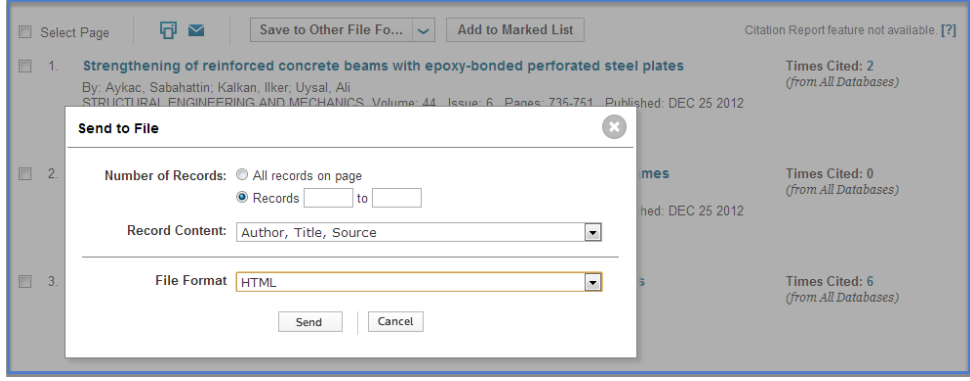 Select Page
Save to Other File Fo...
Add to Marked List
Citation Report feature not available. [?]
1. Strengthening of reinforced concrete beams with epoxy-bonded perforated steel plates
Times Cited: 2
By: Aykac, Sabahattin; Kalkan, Ilker; Uysal, Ali
(from All Databases)
STRUCTURAL ENGINEERING AND MECHANICS Volume: 44 Issue: 6 Pages: 735-751 Published: DEC 25 2012
Send to File
2.
Number of Records: All records on page
mes
Times Cited: 0
(from All Databases)
Records to
hed: DEC 25 2012
Record Content: Author, Title, Source
3.
File Format HTML
s
Times Cited: 6
(from All Databases)
Send
Cancel